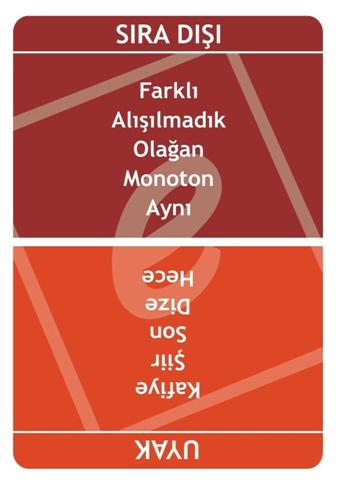 SIRA DIŞI
Farklı
Alışılmadık
Olağan
Monoton
Aynı
UYAK
Kafiye
Şiir
Son
Dize
Hece